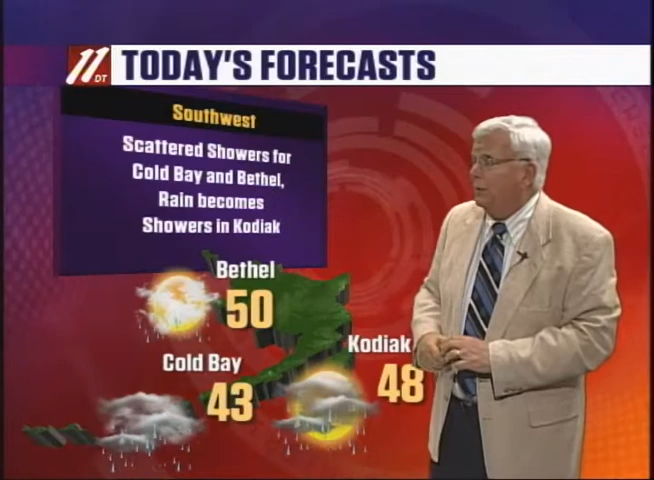 11 DT TODAY'S FORECASTS
Southwest
Scattered Showers for
Cold Bay and Bethel,
Rain becomes
Showers in Kodiak
Bethel
50
Kodiak
48
Cold Bay
43